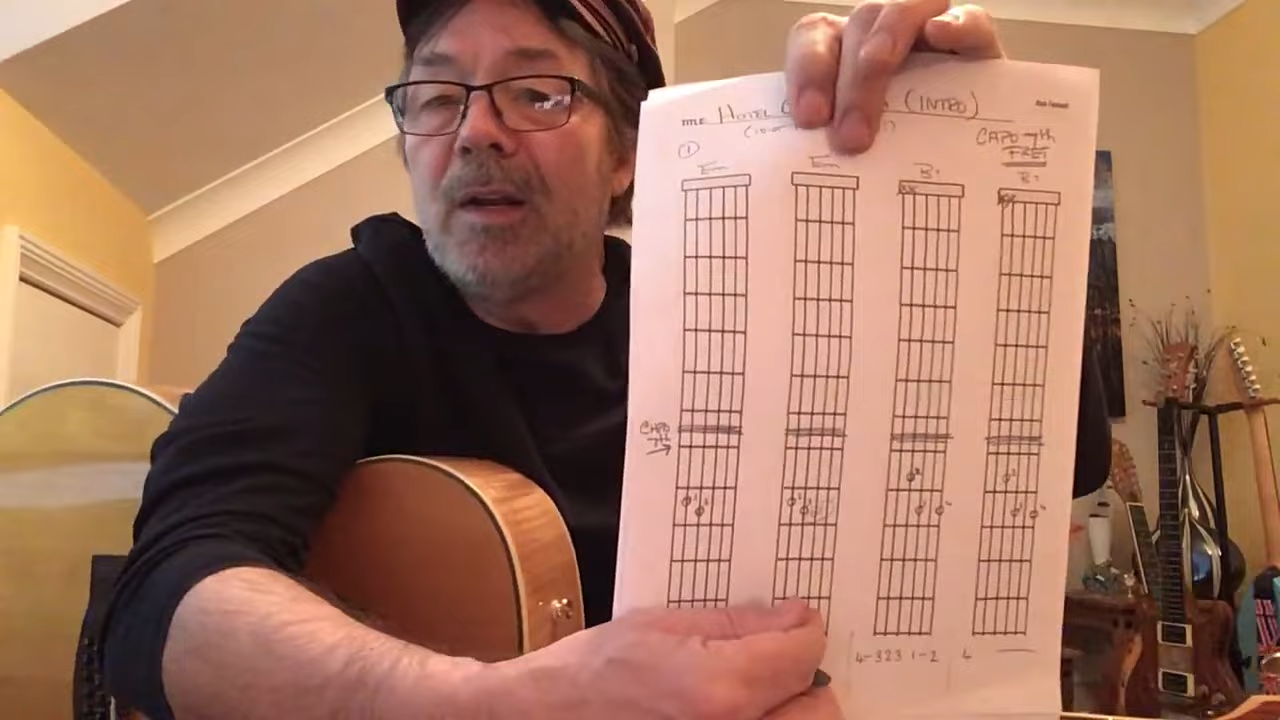 TITLE HOTEL (INTRO)
CAPO 7th
FRET
1
Em Em B7 B7
CAPO
7th
4-323 1-2 4